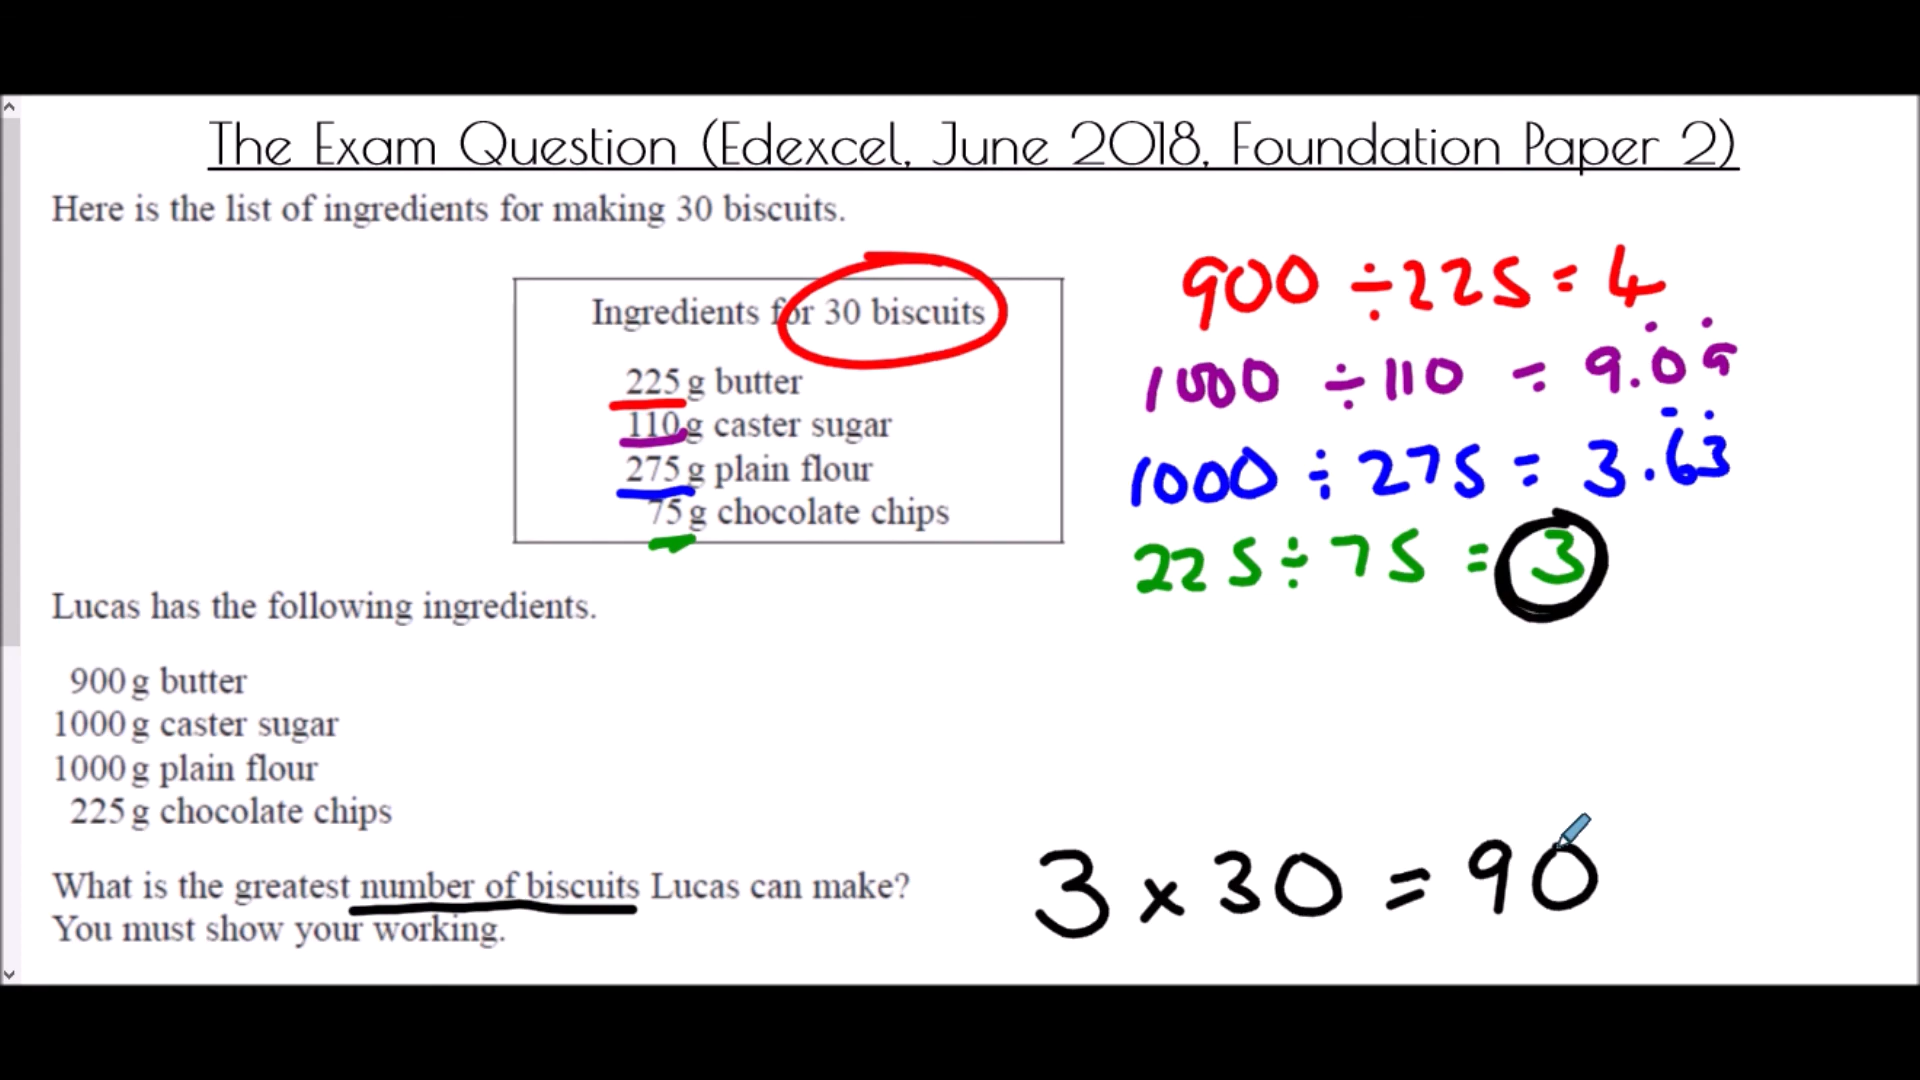 The Exam Question (Edexcel, June 2018, Foundation Paper 2)
Here is the list of ingredients for making 30 biscuits.
Ingredients for 30 biscuits
225 g butter
110 g caster sugar
275 g plain flour
75 g chocolate chips
Lucas has the following ingredients.
900 g butter
1000 g caster sugar
1000 g plain flour
225 g chocolate chips
What is the greatest number of biscuits Lucas can make?
You must show your working.
900 ÷ 225 = 4
1000 ÷ 110 = 9.0̇9̇
1000 ÷ 275 = 3.6̇3̇
225 ÷ 75 = 3
3 × 30 = 90